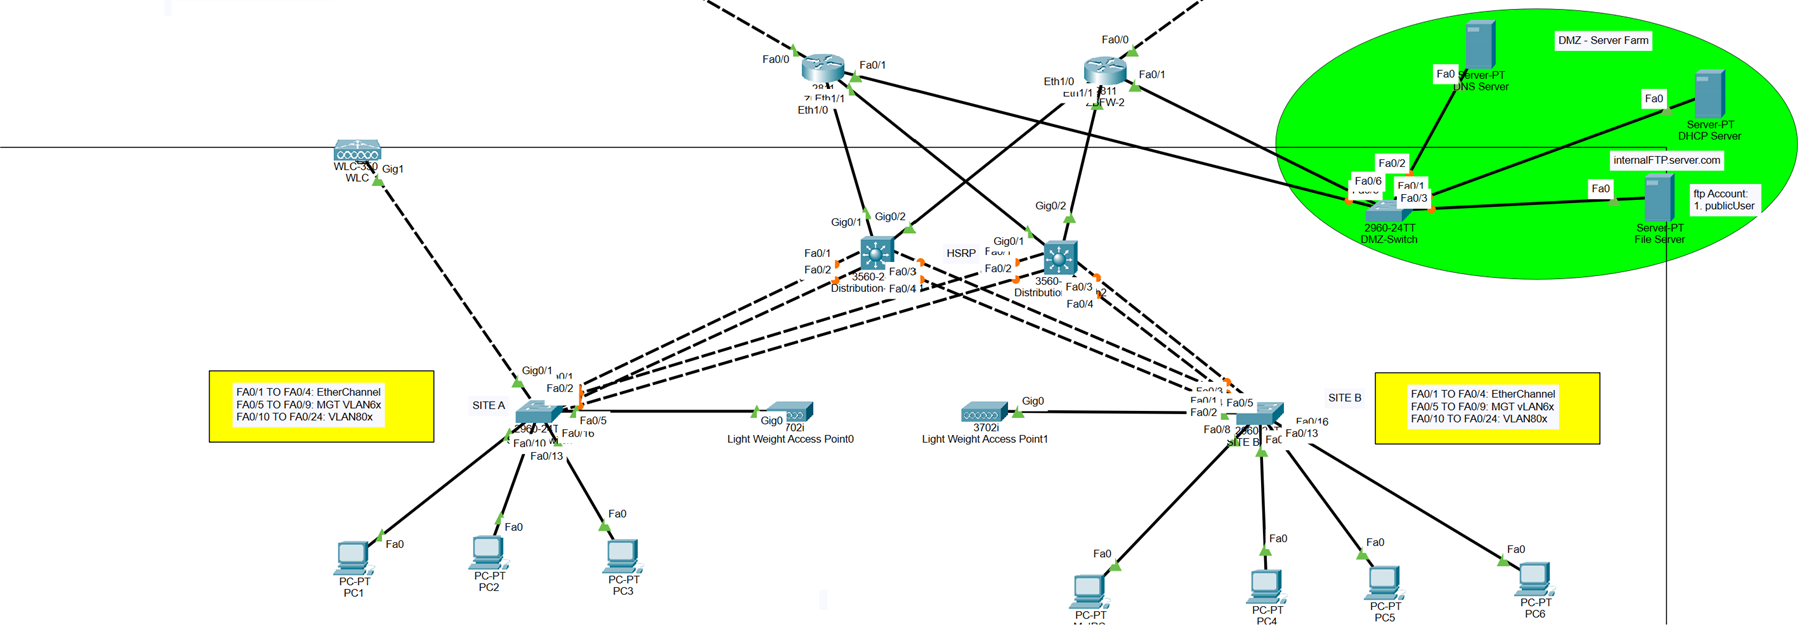 Fa0/0
Fa0/1
Eth1/1
Eth1/0
Fa0/0
Fa0/1
Eth1/0
Eth1/1
DMZ - Server Farm
Fa0
Server-PT
DNS Server
Fa0
Server-PT
DHCP Server
internalFTP.server.com
Fa0
ftp Account:
1. publicUser
Server-PT
File Server
Fa0/2
Fa0/6
Fa0/1
Fa0/3
2960-24TT
DMZ-Switch
WLC
Gig1
Gig0/1
Gig0/2
Fa0/1
Fa0/2
Fa0/3
Fa0/4
HSRP
Gig0/2
Gig0/1
Fa0/2
Fa0/3
Fa0/4
FA0/1 TO FA0/4: EtherChannel
FA0/5 TO FA0/9: MGT VLAN6x
FA0/10 TO FA0/24: VLAN80x
SITE A
Gig0/1
Fa0/2
Fa0/5
Fa0/10
Fa0/13
Gig0
702i
Light Weight Access Point0
Gig0
3702i
Light Weight Access Point1
Fa0/2
Fa0/5
Fa0/8
Fa0/16
Fa0/13
SITE B
SITE B
FA0/1 TO FA0/4: EtherChannel
FA0/5 TO FA0/9: MGT vLAN6x
FA0/10 TO FA0/24: VLAN80x
Fa0
PC-PT
PC1
Fa0
PC-PT
PC2
Fa0
PC-PT
PC3
Fa0
PC-PT
Fa0
PC-PT
PC4
Fa0
PC-PT
PC5
Fa0
PC-PT
PC6